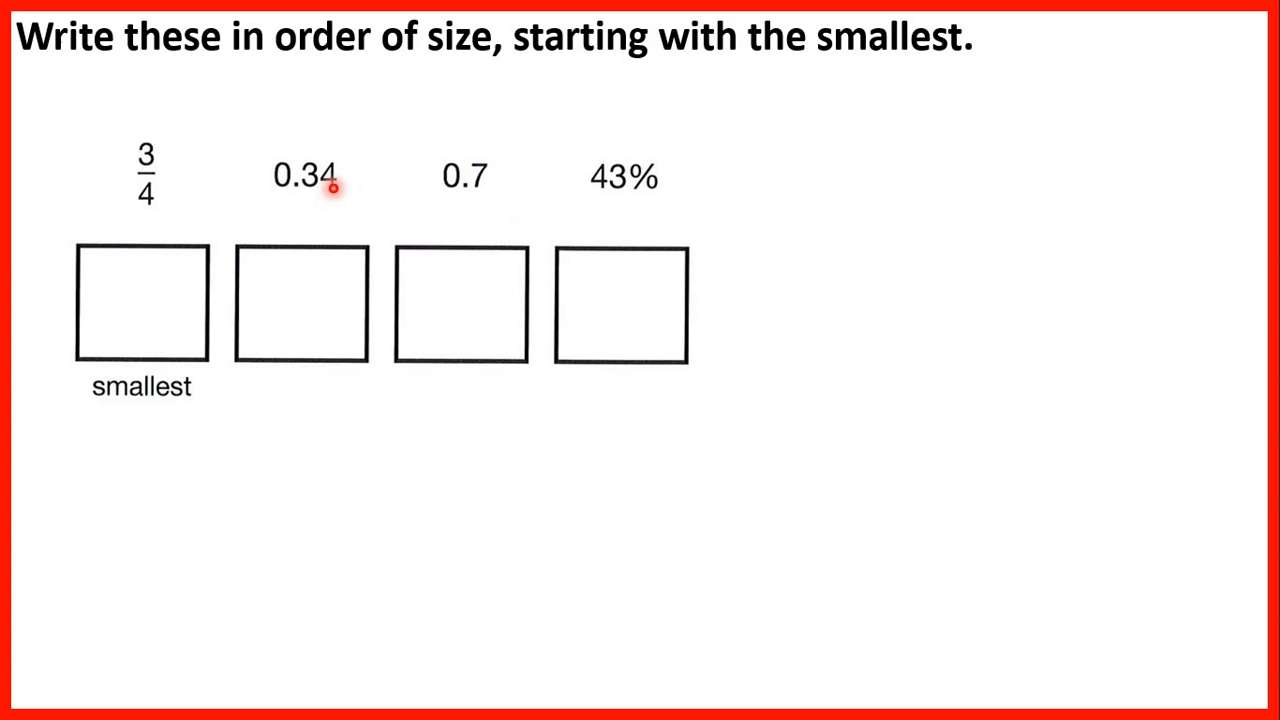 Write these in order of size, starting with the smallest.
3/4 0.34 0.7 43%
smallest